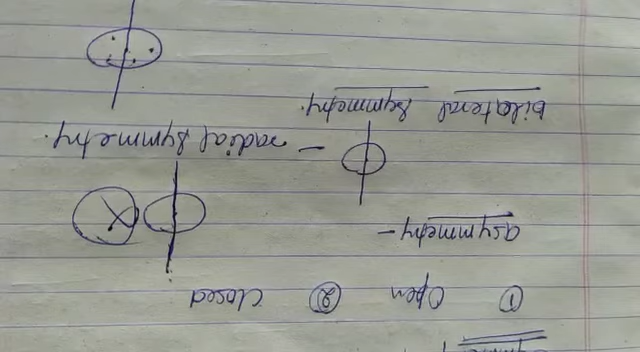 ① Open ② Closed
asymmetry –
– radial symmetry.
bilateral symmetry.